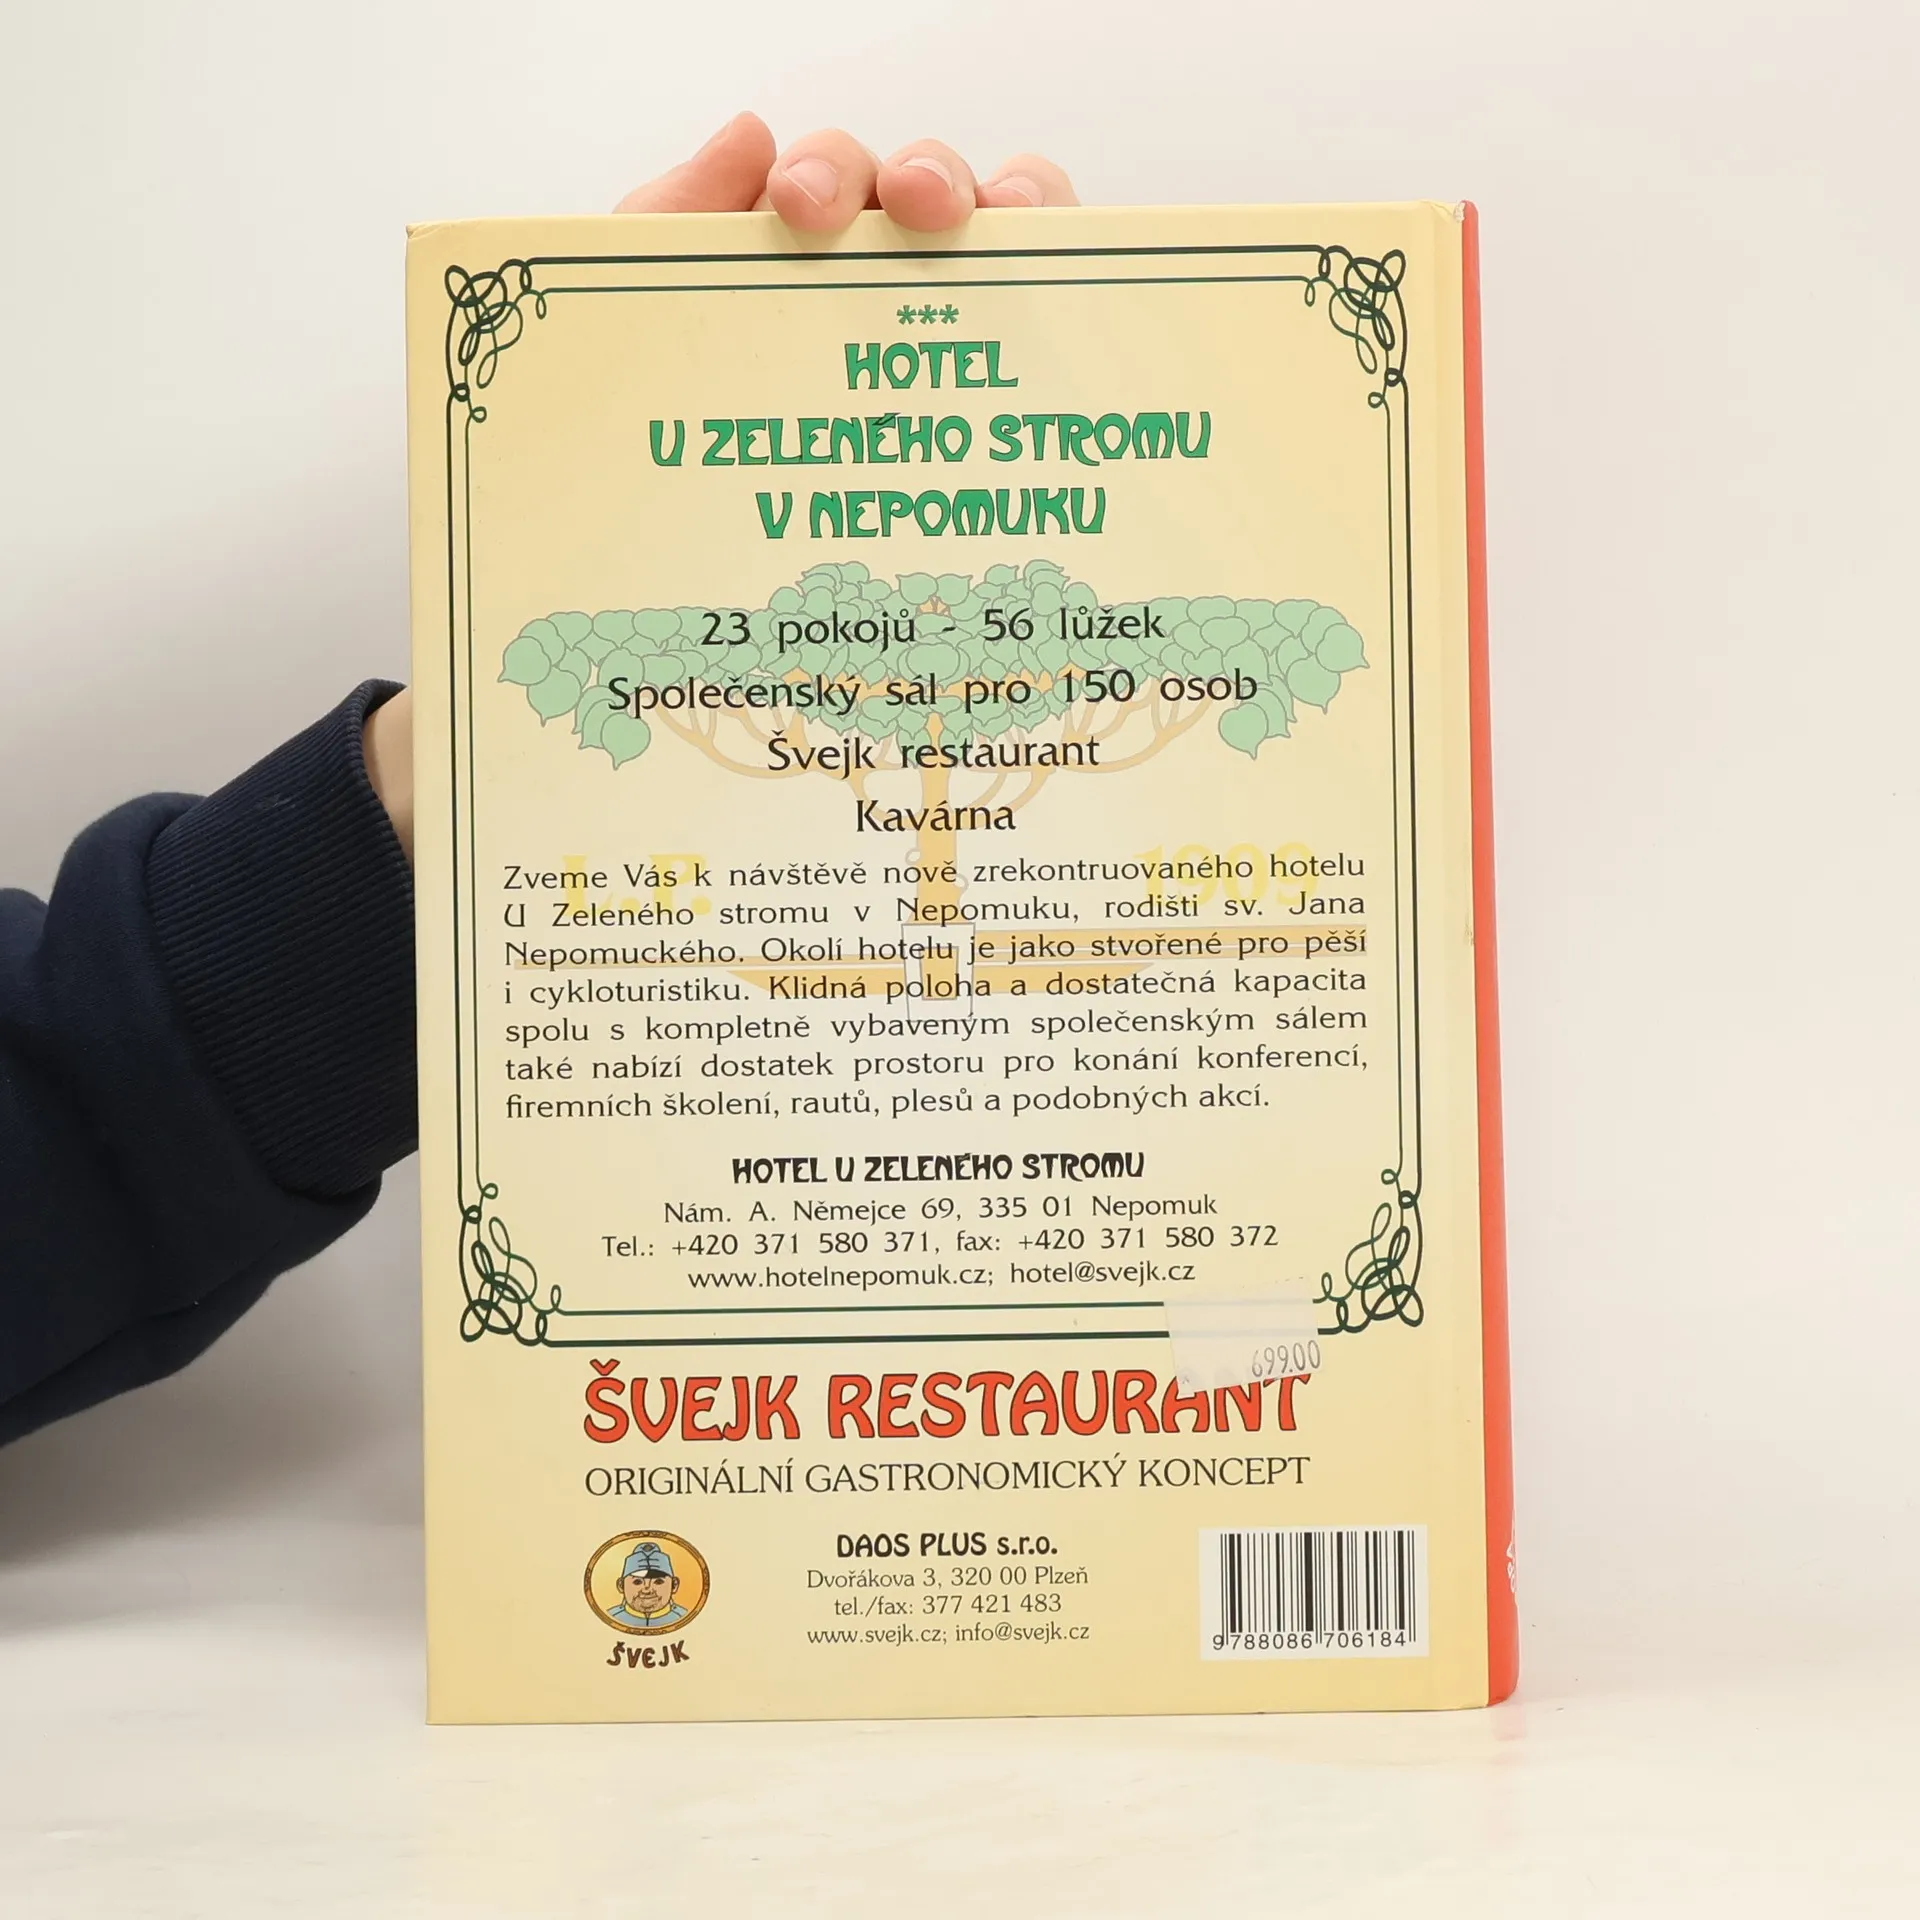 ***
HOTEL
U ZELENÉHO STROMU
V NEPOMUKU
23 pokojů - 56 lůžek
Společenský sál pro 150 osob
Švejk restaurant
Kavárna
L.P. 1909
Zveme Vás k návštěvě nově zrekontruovaného hotelu
U Zeleného stromu v Nepomuku, rodišti sv. Jana
Nepomuckého. Okolí hotelu je jako stvořené pro pěší
i cykloturistiku. Klidná poloha a dostatečná kapacita
spolu s kompletně vybaveným společenským sálem
také nabízí dostatek prostoru pro konání konferencí,
firemních školení, rautů, plesů a podobných akcí.
HOTEL U ZELENÉHO STROMU
Nám. A. Němejce 69, 335 01 Nepomuk
Tel.: +420 371 580 371, fax: +420 371 580 372
www.hotelnepomuk.cz; hotel@svejk.cz
699.00
ŠVEJK RESTAURANT
ORIGINÁLNÍ GASTRONOMICKÝ KONCEPT
DAOS PLUS s.r.o.
Dvořákova 3, 320 00 Plzeň
tel./fax: 377 421 483
www.svejk.cz; info@svejk.cz
ŠVEJK
9788086706184